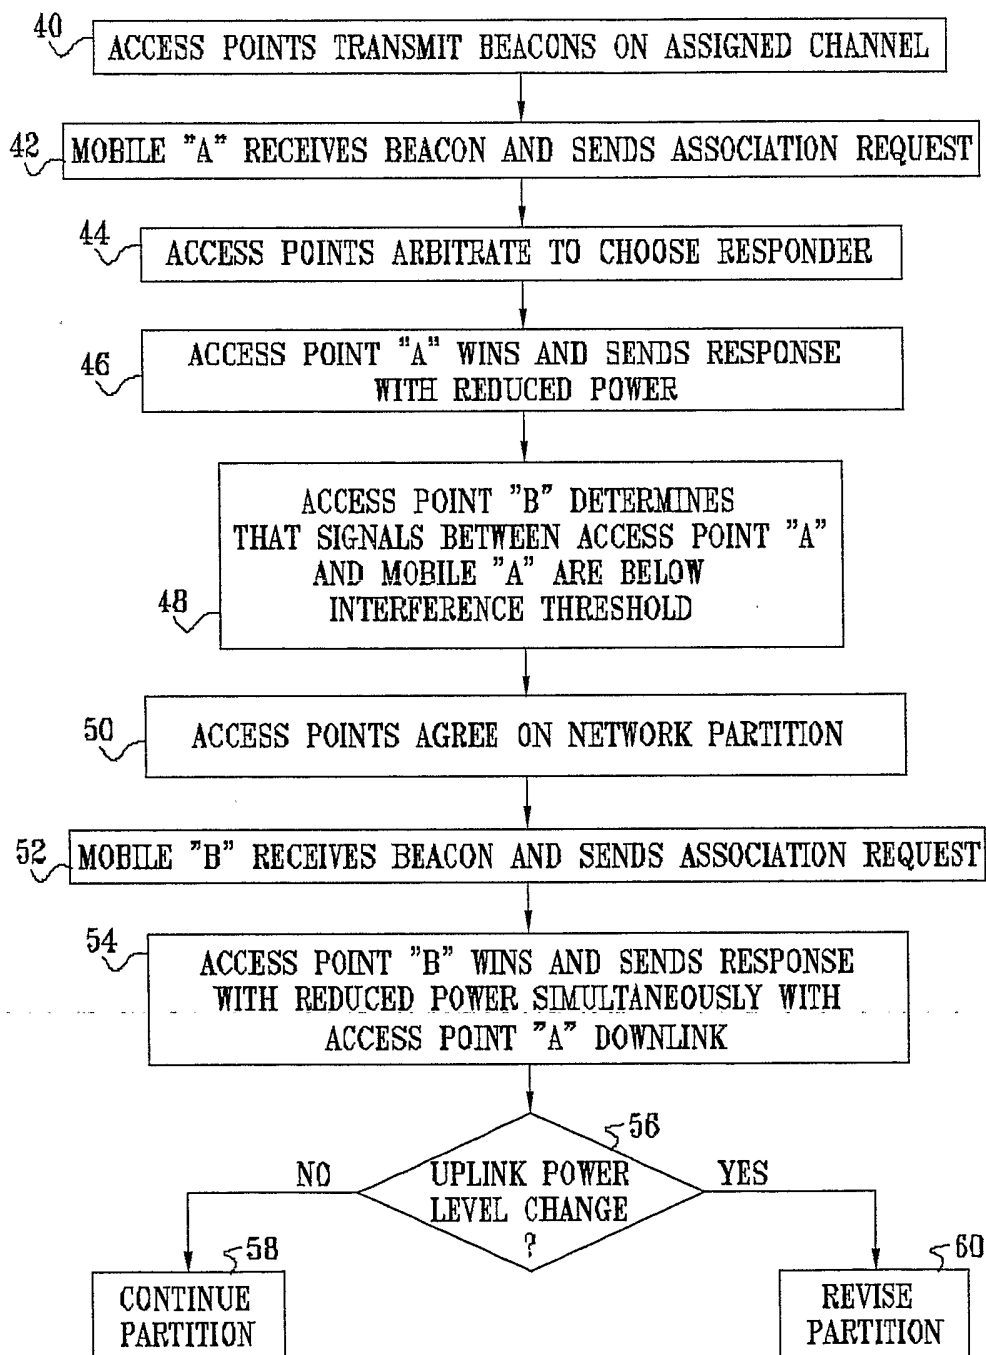 40
ACCESS POINTS TRANSMIT BEACONS ON ASSIGNED CHANNEL
42
MOBILE "A" RECEIVES BEACON AND SENDS ASSOCIATION REQUEST
44
ACCESS POINTS ARBITRATE TO CHOOSE RESPONDER
46
ACCESS POINT "A" WINS AND SENDS RESPONSE
WITH REDUCED POWER
48
ACCESS POINT "B" DETERMINES
THAT SIGNALS BETWEEN ACCESS POINT "A"
AND MOBILE "A" ARE BELOW
INTERFERENCE THRESHOLD
50
ACCESS POINTS AGREE ON NETWORK PARTITION
52
MOBILE "B" RECEIVES BEACON AND SENDS ASSOCIATION REQUEST
54
ACCESS POINT "B" WINS AND SENDS RESPONSE
WITH REDUCED POWER SIMULTANEOUSLY WITH
ACCESS POINT "A" DOWNLINK
56
UPLINK POWER
LEVEL CHANGE
?
NO
YES
58
CONTINUE
PARTITION
60
REVISE
PARTITION